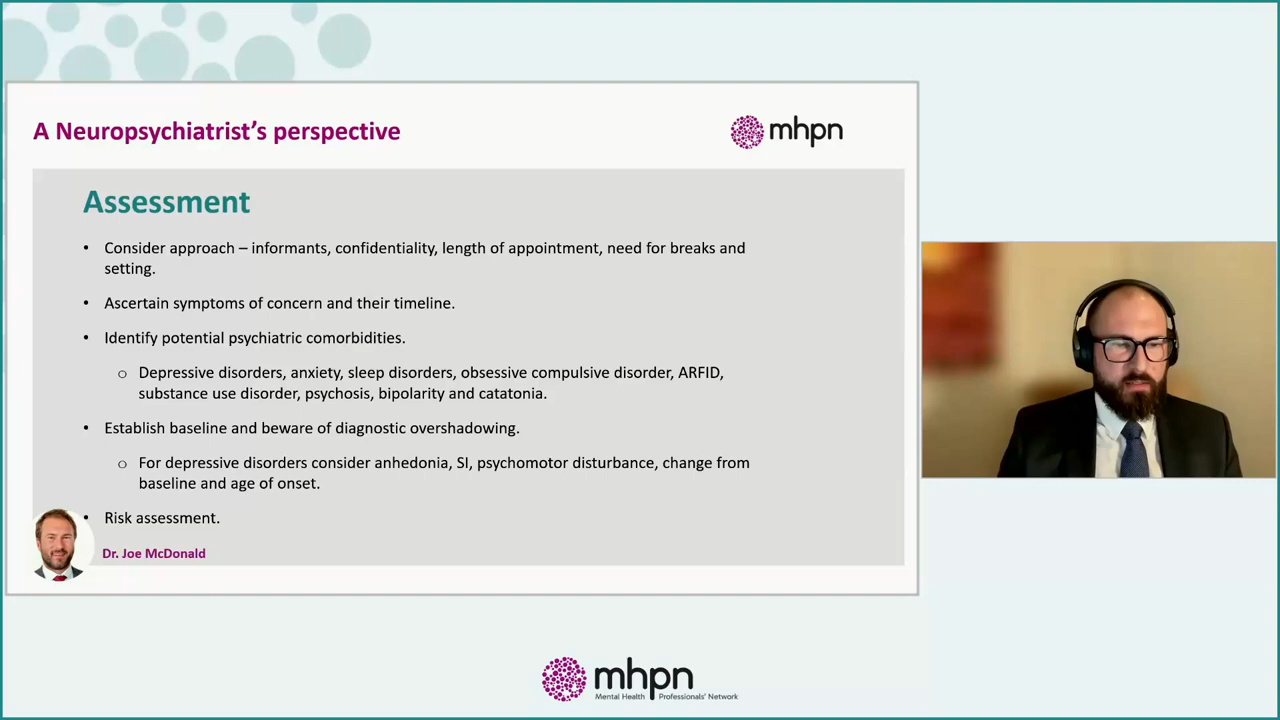 A Neuropsychiatrist's perspective
mhpn
Assessment
• Consider approach – informants, confidentiality, length of appointment, need for breaks and
setting.
• Ascertain symptoms of concern and their timeline.
• Identify potential psychiatric comorbidities.
○ Depressive disorders, anxiety, sleep disorders, obsessive compulsive disorder, ARFID,
substance use disorder, psychosis, bipolarity and catatonia.
• Establish baseline and beware of diagnostic overshadowing.
○ For depressive disorders consider anhedonia, SI, psychomotor disturbance, change from
baseline and age of onset.
• Risk assessment.
Dr. Joe McDonald
mhpn
Mental Health Professionals' Network